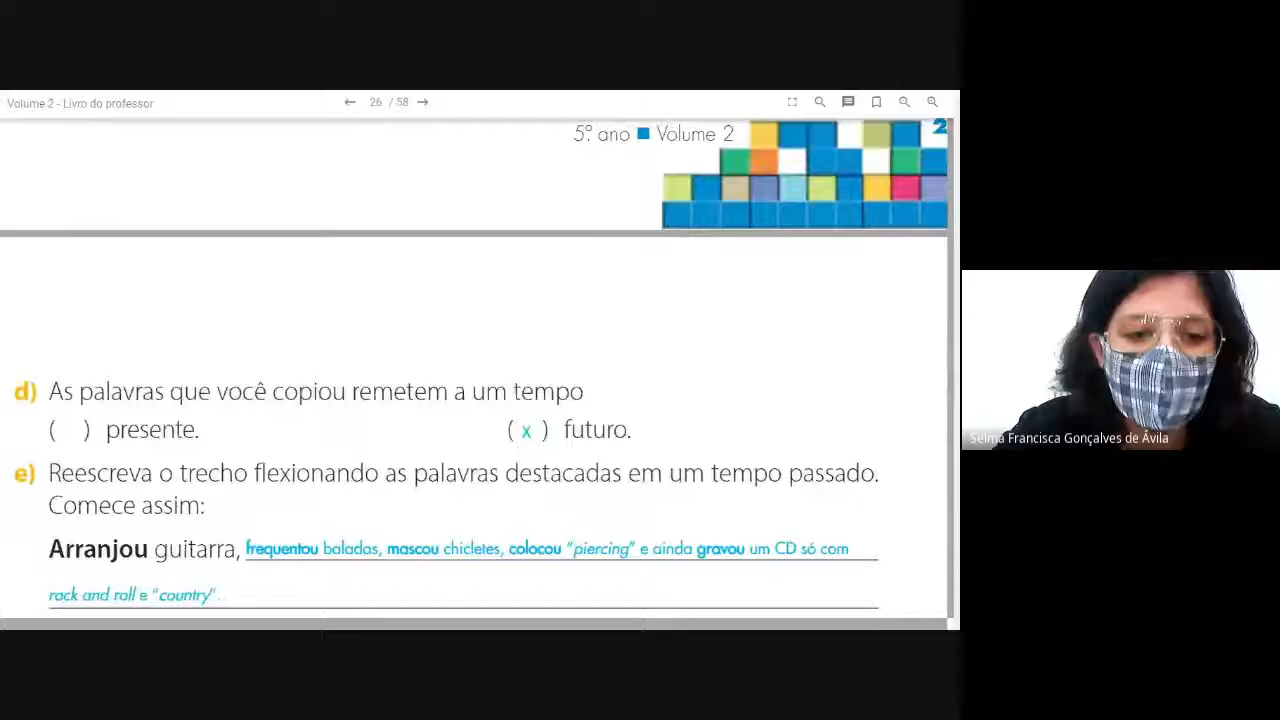 Volume 2 - Livro do professor
← 26 / 58 →
5º ano ■ Volume 2
2
d) As palavras que você copiou remetem a um tempo
( ) presente. ( x ) futuro.
e) Reescreva o trecho flexionando as palavras destacadas em um tempo passado.
Comece assim:
Arranjou guitarra, frequentou baladas, mascou chicletes, colocou “piercing” e ainda gravou um CD só com
rock and roll e “country”.
Selma Francisca Gonçalves de Ávila